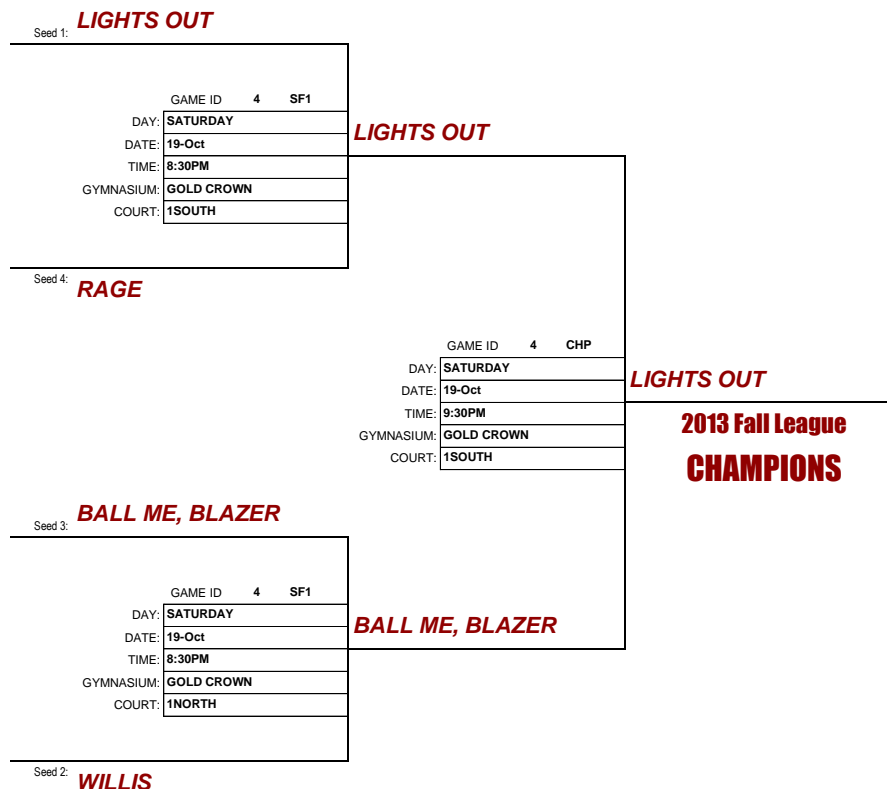 Seed 1: LIGHTS OUT
GAME ID 4 SF1
DAY: SATURDAY
DATE: 19-Oct
TIME: 8:30PM
GYMNASIUM: GOLD CROWN
COURT: 1SOUTH
LIGHTS OUT
Seed 4: RAGE
GAME ID 4 CHP
DAY: SATURDAY
DATE: 19-Oct
TIME: 9:30PM
GYMNASIUM: GOLD CROWN
COURT: 1SOUTH
LIGHTS OUT
2013 Fall League
CHAMPIONS
Seed 3: BALL ME, BLAZER
GAME ID 4 SF1
DAY: SATURDAY
DATE: 19-Oct
TIME: 8:30PM
GYMNASIUM: GOLD CROWN
COURT: 1NORTH
BALL ME, BLAZER
Seed 2: WILLIS